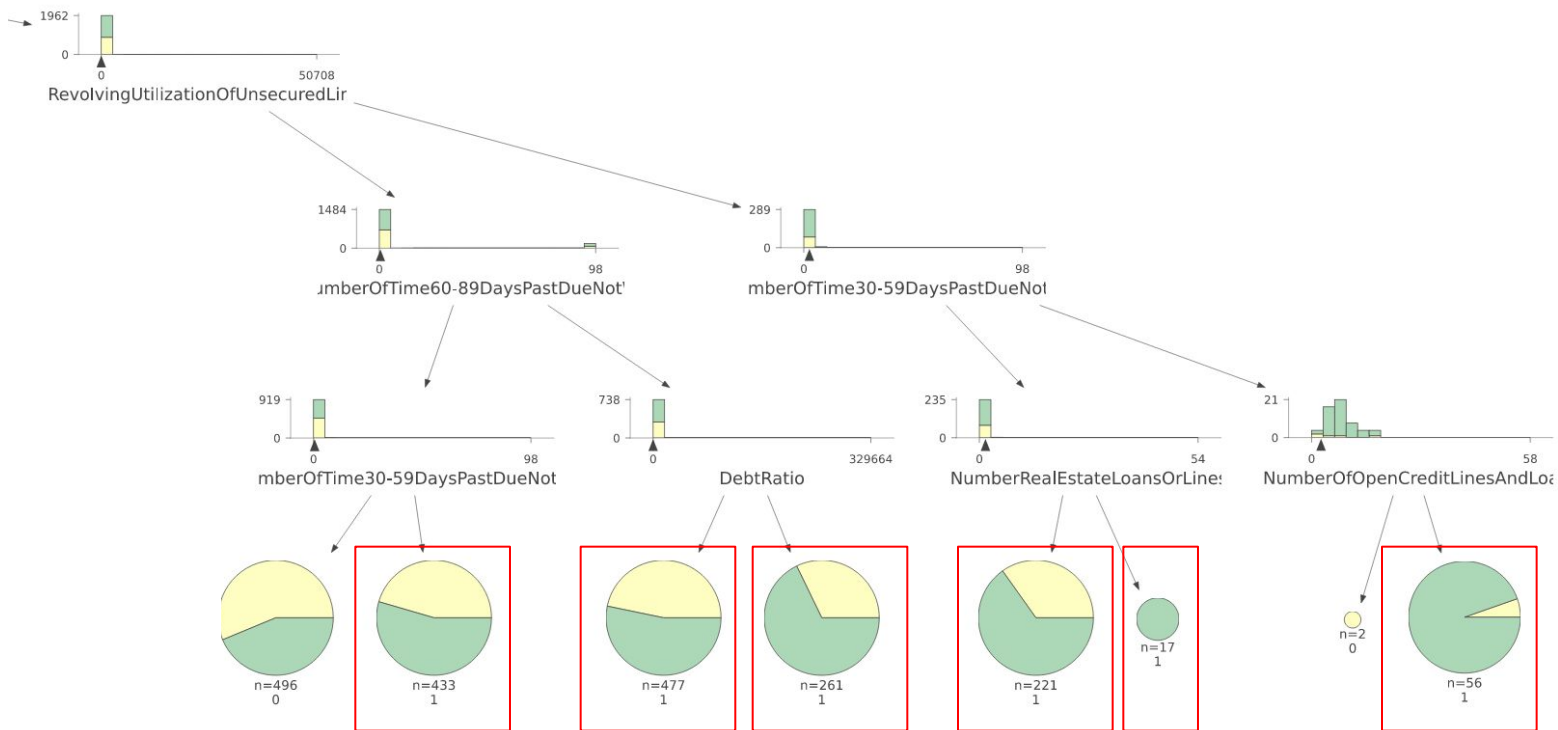 1962
0
0
50708
RevolvingUtilizationOfUnsecuredLir
1484
0
0
98
umberOfTime60-89DaysPastDueNot'
289
0
0
98
mberOfTime30-59DaysPastDueNot
919
0
0
98
mberOfTime30-59DaysPastDueNot
738
0
0
329664
DebtRatio
235
0
0
54
NumberRealEstateLoansOrLines
21
0
0
58
NumberOfOpenCreditLinesAndLoa
n=496
0
n=433
1
n=477
1
n=261
1
n=221
1
n=17
1
n=2
0
n=56
1